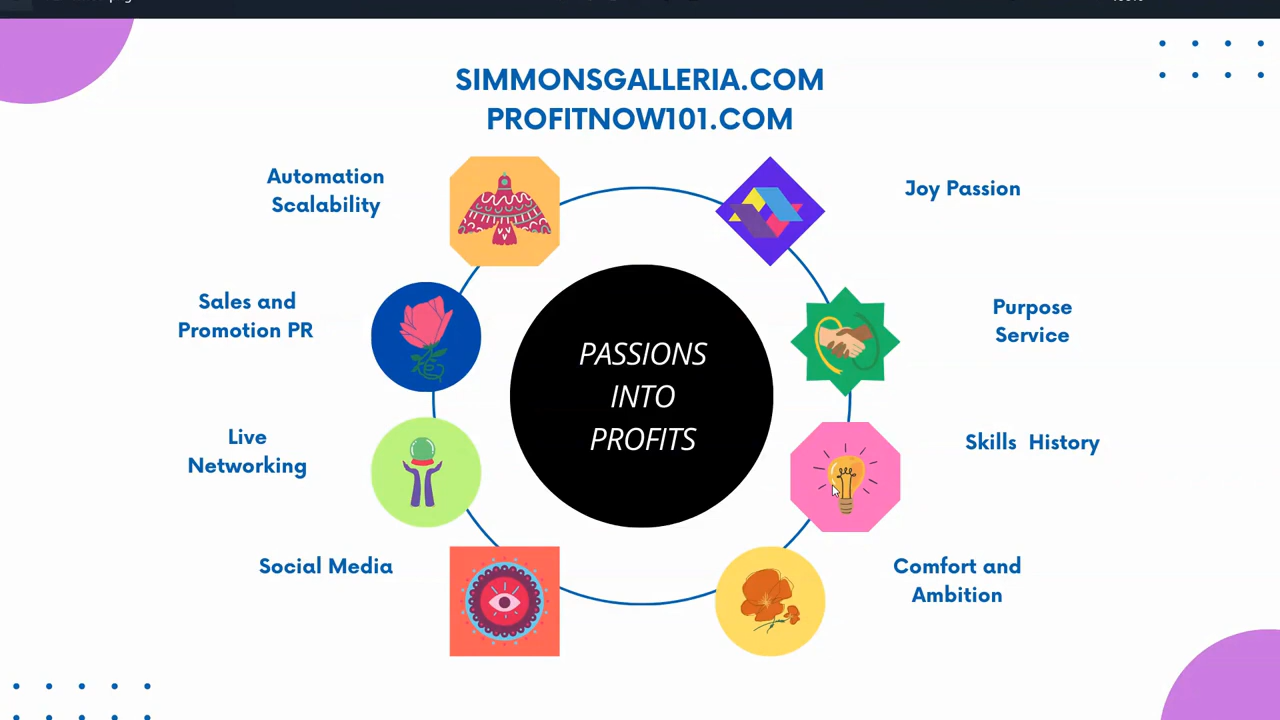 SIMMONSGALLERIA.COM
PROFITNOW101.COM
Automation
Scalability
Joy Passion
Sales and
Promotion PR
Purpose
Service
PASSIONS
INTO
PROFITS
Live
Networking
Skills History
Social Media
Comfort and
Ambition